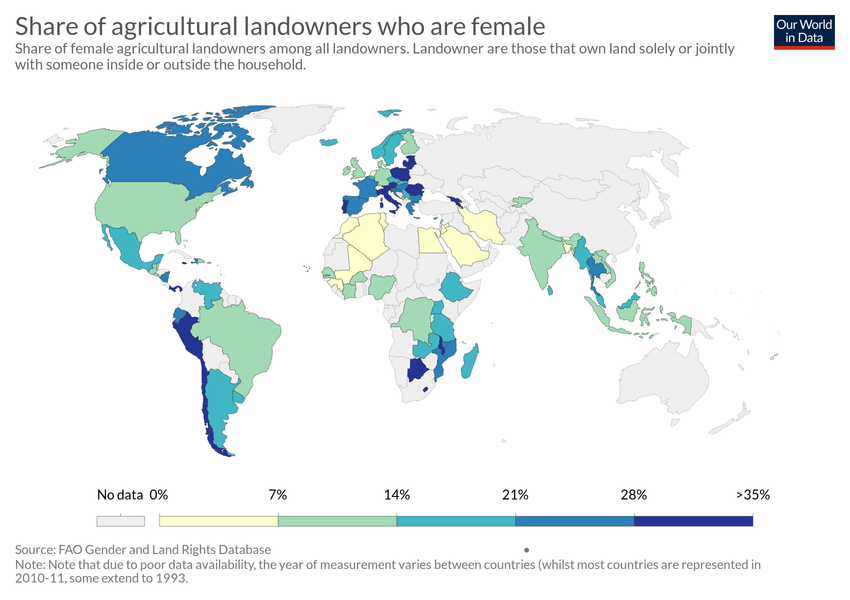 Share of agricultural landowners who are female
Our World
in Data
Share of female agricultural landowners among all landowners. Landowner are those that own land solely or jointly
with someone inside or outside the household.
No data 0% 7% 14% 21% 28% >35%
Source: FAO Gender and Land Rights Database
Note: Note that due to poor data availability, the year of measurement varies between countries (whilst most countries are represented in
2010-11, some extend to 1993.